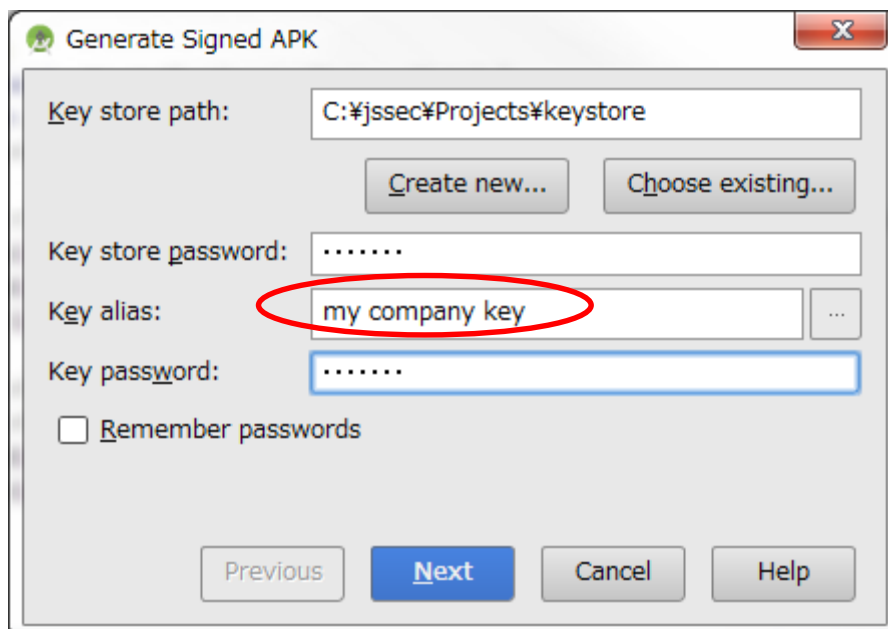 Generate Signed APK
Key store path: C:¥jssec¥Projects¥keystore
Create new... Choose existing...
Key store password: ·······
Key alias: my company key ...
Key password: ·······
Remember passwords
Previous Next Cancel Help